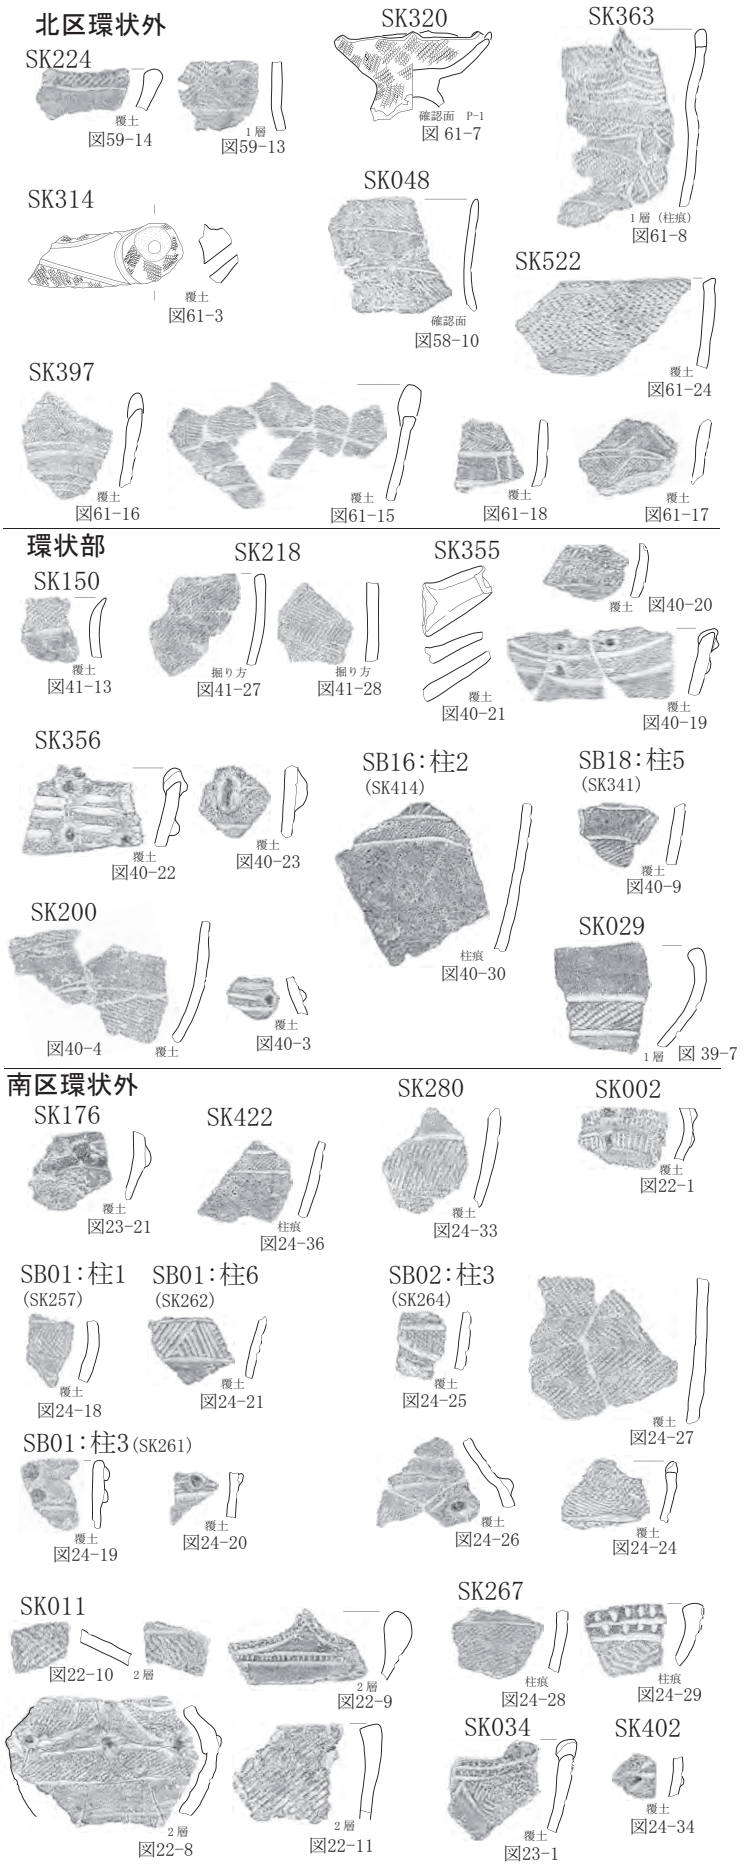 北区環状外
SK224
覆土
図59-14
1層
図59-13
SK320
確認面 P-1
図 61-7
SK363
1層（柱痕）
図61-8
SK314
覆土
図61-3
SK048
確認面
図58-10
SK522
覆土
図61-24
SK397
覆土
図61-16
覆土
図61-15
覆土
図61-18
覆土
図61-17
環状部
SK150
覆土
図41-13
SK218
掘り方
図41-27
掘り方
図41-28
SK355
覆土
図40-21
覆土 図40-20
覆土
図40-19
SK356
覆土
図40-22
覆土
図40-23
SB16：柱2
(SK414)
柱痕
図40-30
SB18：柱5
(SK341)
覆土
図40-9
SK200
図40-4
覆土
覆土
図40-3
SK029
1層 図 39-7
南区環状外
SK176
覆土
図23-21
SK422
柱痕
図24-36
SK280
覆土
図24-33
SK002
覆土
図22-1
SB01：柱1
(SK257)
覆土
図24-18
SB01：柱6
(SK262)
覆土
図24-21
SB02：柱3
(SK264)
覆土
図24-25
覆土
図24-27
SB01：柱3(SK261)
覆土
図24-19
覆土
図24-20
覆土
図24-26
覆土
図24-24
SK011
図22-10 2層
2層
図22-9
SK267
柱痕
図24-28
柱痕
図24-29
2層
図22-8
2層
図22-11
SK034
覆土
図23-1
SK402
覆土
図24-34